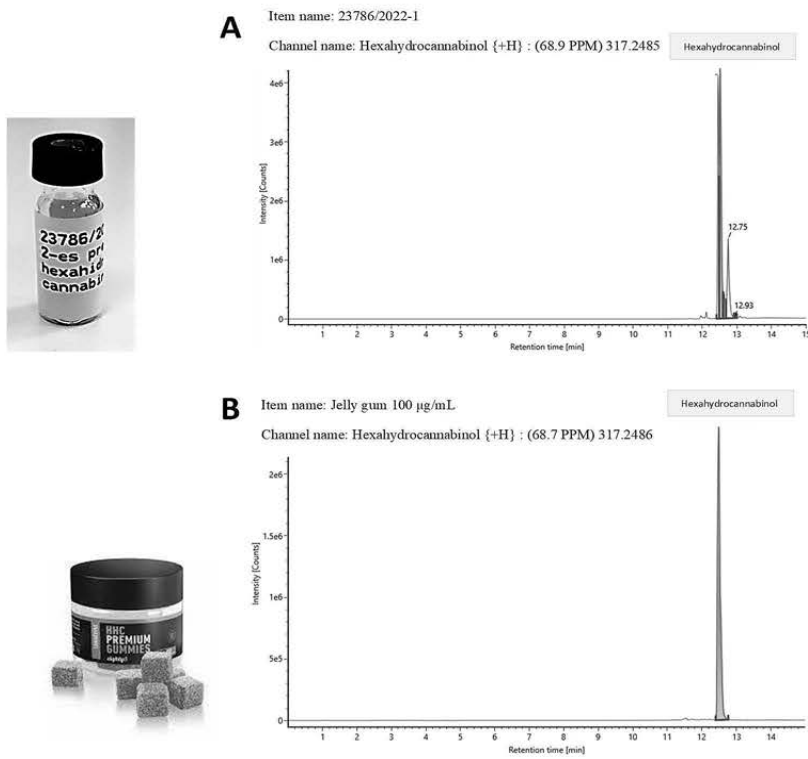 A
Item name: 23786/2022-1
Channel name: Hexahydrocannabinol {+H} : (68.9 PPM) 317.2485
Hexahydrocannabinol
4e6
3e6
2e6
1e6
0
Intensity [Counts]
12.75
12.93
1 2 3 4 5 6 7 8 9 10 11 12 13 14 15
Retention time [min]
23786/20
2-es pr
hexahid
cannabin
B
Item name: Jelly gum 100 μg/mL
Channel name: Hexahydrocannabinol {+H} : (68.7 PPM) 317.2486
Hexahydrocannabinol
2e6
1.5e6
1e6
5e5
0
Intensity [Counts]
1 2 3 4 5 6 7 8 9 10 11 12 13 14
Retention time [min]
HHC
PREMIUM
GUMMIES